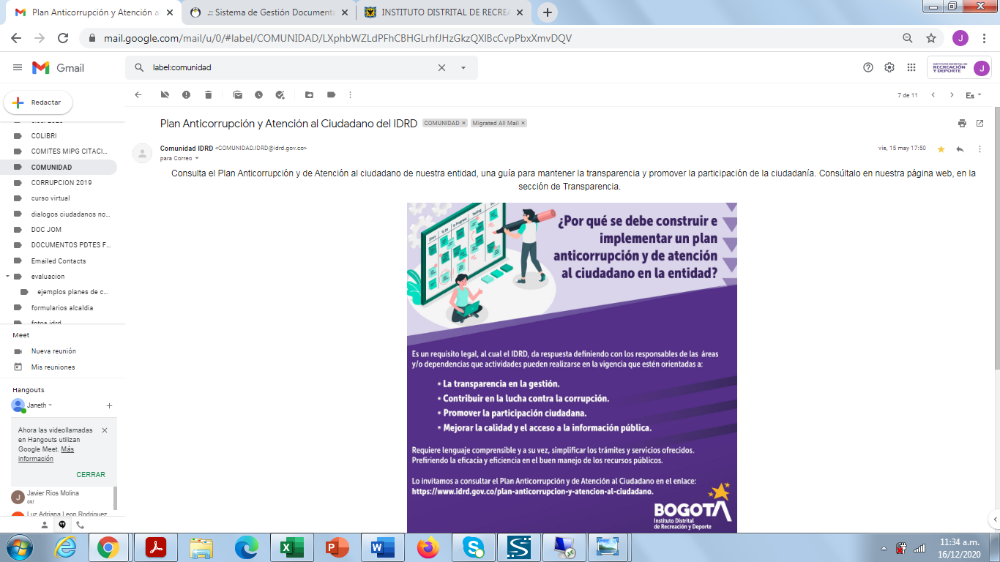 Plan Anticorrupción y Atención a
.:: Sistema de Gestión Documenta
INSTITUTO DISTRITAL DE RECREA
mail.google.com/mail/u/0/#label/COMUNIDAD/LXphbWZLdPFhCBHGLrhfJHzGkzQXlBcCvpPbxXmvDQV
J
Gmail
label:comunidad
INSTITUTO DISTRITAL DE
RECREACIÓN
Y DEPORTE
J
Redactar
7 de 11
Es
COLIBRI
COMITES MIPG CITACI...
COMUNIDAD
CORRUPCION 2019
curso virtual
dialogos ciudadanos no...
DOC JOM
DOCUMENTOS PDTES F...
Emailed Contacts
evaluacion
ejemplos planes de c...
formularios alcaldia
fotos idrd
Meet
Nueva reunión
Mis reuniones
Hangouts
Janeth
Ahora las videollamadas
en Hangouts utilizan
Google Meet. Más
información
CERRAR
J
Javier Rios Molina
oki
Luz Adriana Leon Rodriguez
Plan Anticorrupción y Atención al Ciudadano del IDRD
COMUNIDAD
Migrated All Mail
Comunidad IDRD <COMUNIDAD.IDRD@idrd.gov.co>
vie, 15 may 17:50
para Correo
Consulta el Plan Anticorrupción y de Atención al ciudadano de nuestra entidad, una guía para mantener la transparencia y promover la participación de la ciudadanía. Consúltalo en nuestra página web, en la
sección de Transparencia.
Start
To Do
In Progress
Testing
¿Por qué se debe construir e
implementar un plan
anticorrupción y de atención
al ciudadano en la entidad?
Es un requisito legal, al cual el IDRD, da respuesta definiendo con los responsables de las áreas
y/o dependencias que actividades pueden realizarse en la vigencia que estén orientadas a:
• La transparencia en la gestión.
• Contribuir en la lucha contra la corrupción.
• Promover la participación ciudadana.
• Mejorar la calidad y el acceso a la información pública.
Requiere lenguaje comprensible y a su vez, simplificar los trámites y servicios ofrecidos.
Prefiriendo la eficacia y eficiencia en el buen manejo de los recursos públicos.
Lo invitamos a consultar el Plan Anticorrupción y de Atención al Ciudadano en el enlace:
https://www.idrd.gov.co/plan-anticorrupcion-y-atencion-al-ciudadano.
BOGOTA
Instituto Distrital
de Recreación y Deporte
11:34 a.m.
16/12/2020